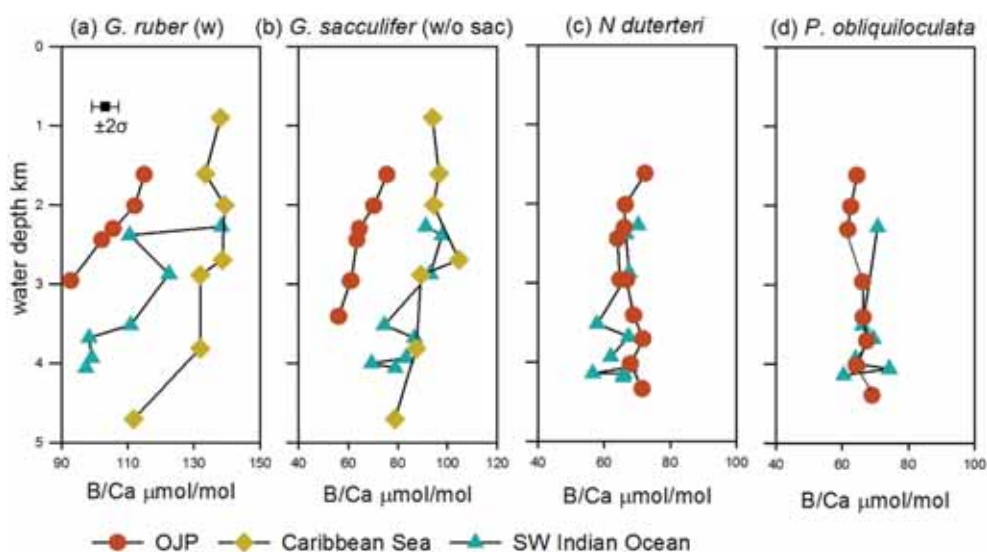 (a) G. ruber (w) (b) G. sacculifer (w/o sac) (c) N duterteri (d) P. obliquiloculata
0
1
2
3
4
5
water depth km
±2σ
90 110 130 150 40 60 80 100 120 40 60 80 100 40 60 80 100
B/Ca μmol/mol B/Ca μmol/mol B/Ca μmol/mol B/Ca μmol/mol
OJP Caribbean Sea SW Indian Ocean